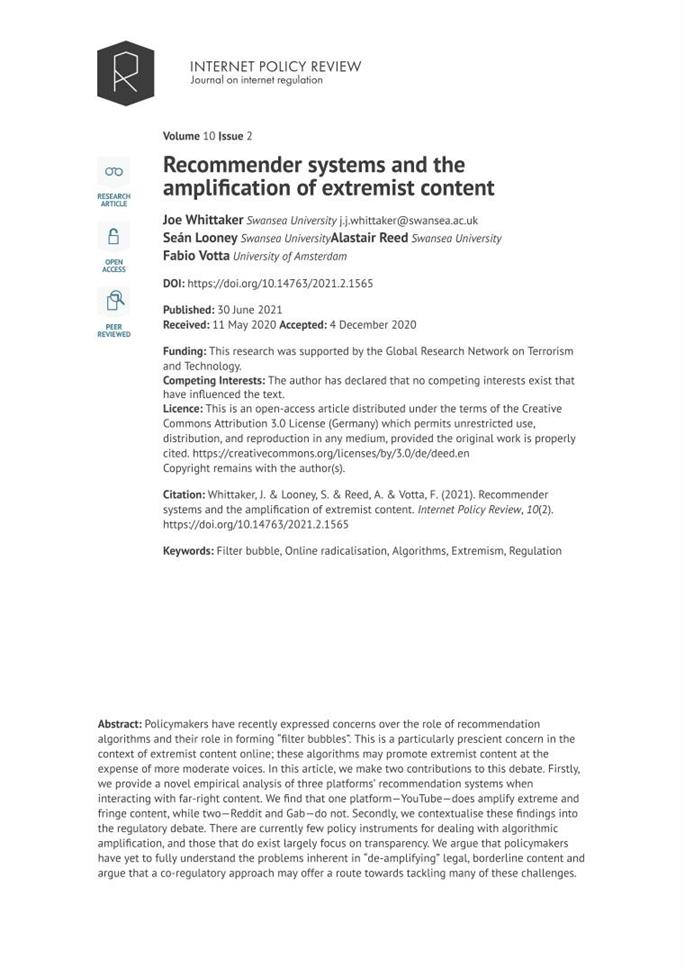 INTERNET POLICY REVIEW
Journal on internet regulation
Volume 10 Issue 2
RESEARCH
ARTICLE
OPEN
ACCESS
PEER
REVIEWED
Recommender systems and the
amplification of extremist content
Joe Whittaker Swansea University j.j.whittaker@swansea.ac.uk
Seán Looney Swansea UniversityAlastair Reed Swansea University
Fabio Votta University of Amsterdam
DOI: https://doi.org/10.14763/2021.2.1565
Published: 30 June 2021
Received: 11 May 2020 Accepted: 4 December 2020
Funding: This research was supported by the Global Research Network on Terrorism
and Technology.
Competing Interests: The author has declared that no competing interests exist that
have influenced the text.
Licence: This is an open-access article distributed under the terms of the Creative
Commons Attribution 3.0 License (Germany) which permits unrestricted use,
distribution, and reproduction in any medium, provided the original work is properly
cited. https://creativecommons.org/licenses/by/3.0/de/deed.en
Copyright remains with the author(s).
Citation: Whittaker, J. & Looney, S. & Reed, A. & Votta, F. (2021). Recommender
systems and the amplification of extremist content. Internet Policy Review, 10(2).
https://doi.org/10.14763/2021.2.1565
Keywords: Filter bubble, Online radicalisation, Algorithms, Extremism, Regulation
Abstract: Policymakers have recently expressed concerns over the role of recommendation
algorithms and their role in forming “filter bubbles”. This is a particularly prescient concern in the
context of extremist content online; these algorithms may promote extremist content at the
expense of more moderate voices. In this article, we make two contributions to this debate. Firstly,
we provide a novel empirical analysis of three platforms’ recommendation systems when
interacting with far-right content. We find that one platform—YouTube—does amplify extreme and
fringe content, while two—Reddit and Gab—do not. Secondly, we contextualise these findings into
the regulatory debate. There are currently few policy instruments for dealing with algorithmic
amplification, and those that do exist largely focus on transparency. We argue that policymakers
have yet to fully understand the problems inherent in “de-amplifying” legal, borderline content and
argue that a co-regulatory approach may offer a route towards tackling many of these challenges.